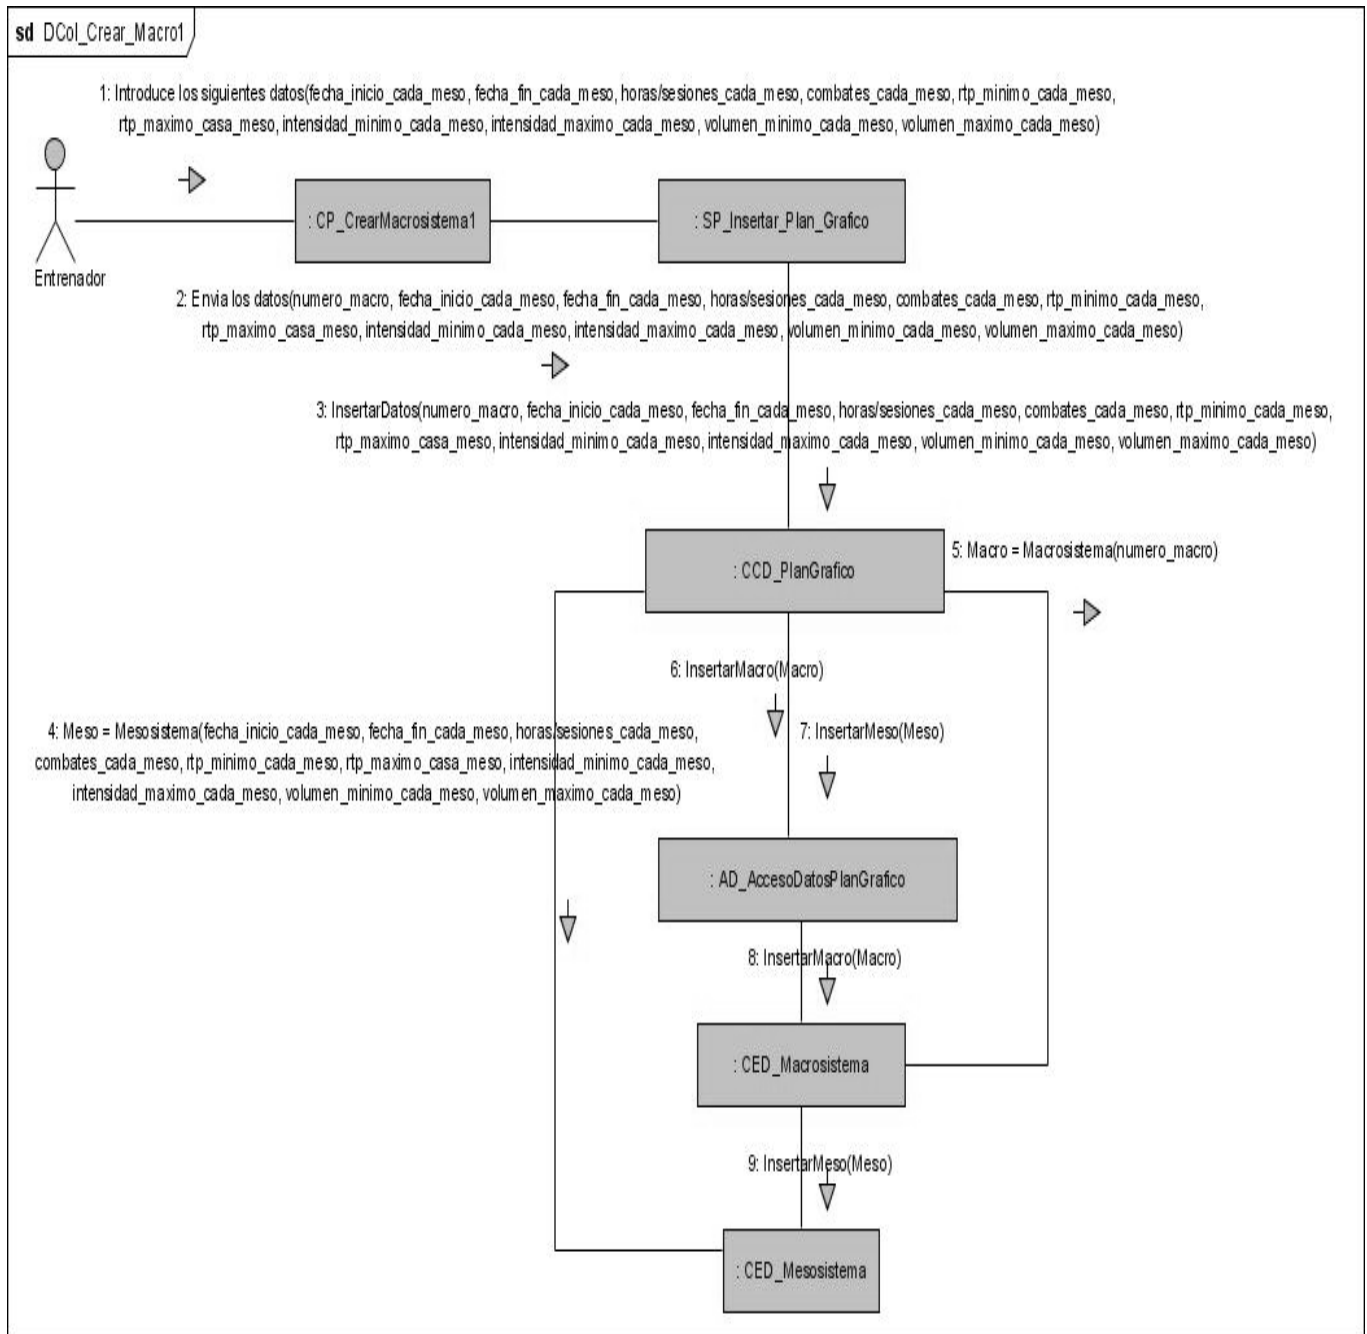 sd DCol_Crear_Macro1
1: Introduce los siguientes datos(fecha_inicio_cada_meso, fecha_fin_cada_meso, horas/sesiones_cada_meso, combates_cada_meso, rtp_minimo_cada_meso,
rtp_maximo_casa_meso, intensidad_minimo_cada_meso, intensidad_maximo_cada_meso, volumen_minimo_cada_meso, volumen_maximo_cada_meso)
: CP_CrearMacrosistema1
: SP_Insertar_Plan_Grafico
Entrenador
2: Envia los datos(numero_macro, fecha_inicio_cada_meso, fecha_fin_cada_meso, horas/sesiones_cada_meso, combates_cada_meso, rtp_minimo_cada_meso,
rtp_maximo_casa_meso, intensidad_minimo_cada_meso, intensidad_maximo_cada_meso, volumen_minimo_cada_meso, volumen_maximo_cada_meso)
3: InsertarDatos(numero_macro, fecha_inicio_cada_meso, fecha_fin_cada_meso, horas/sesiones_cada_meso, combates_cada_meso, rtp_minimo_cada_meso,
rtp_maximo_casa_meso, intensidad_minimo_cada_meso, intensidad_maximo_cada_meso, volumen_minimo_cada_meso, volumen_maximo_cada_meso)
: CCD_PlanGrafico
5: Macro = Macrosistema(numero_macro)
6: InsertarMacro(Macro)
4: Meso = Mesosistema(fecha_inicio_cada_meso, fecha_fin_cada_meso, horas/sesiones_cada_meso,
combates_cada_meso, rtp_minimo_cada_meso, rtp_maximo_casa_meso, intensidad_minimo_cada_meso,
intensidad_maximo_cada_meso, volumen_minimo_cada_meso, volumen_maximo_cada_meso)
7: InsertarMeso(Meso)
: AD_AccesoDatosPlanGrafico
8: InsertarMacro(Macro)
: CED_Macrosistema
9: InsertarMeso(Meso)
: CED_Mesosistema